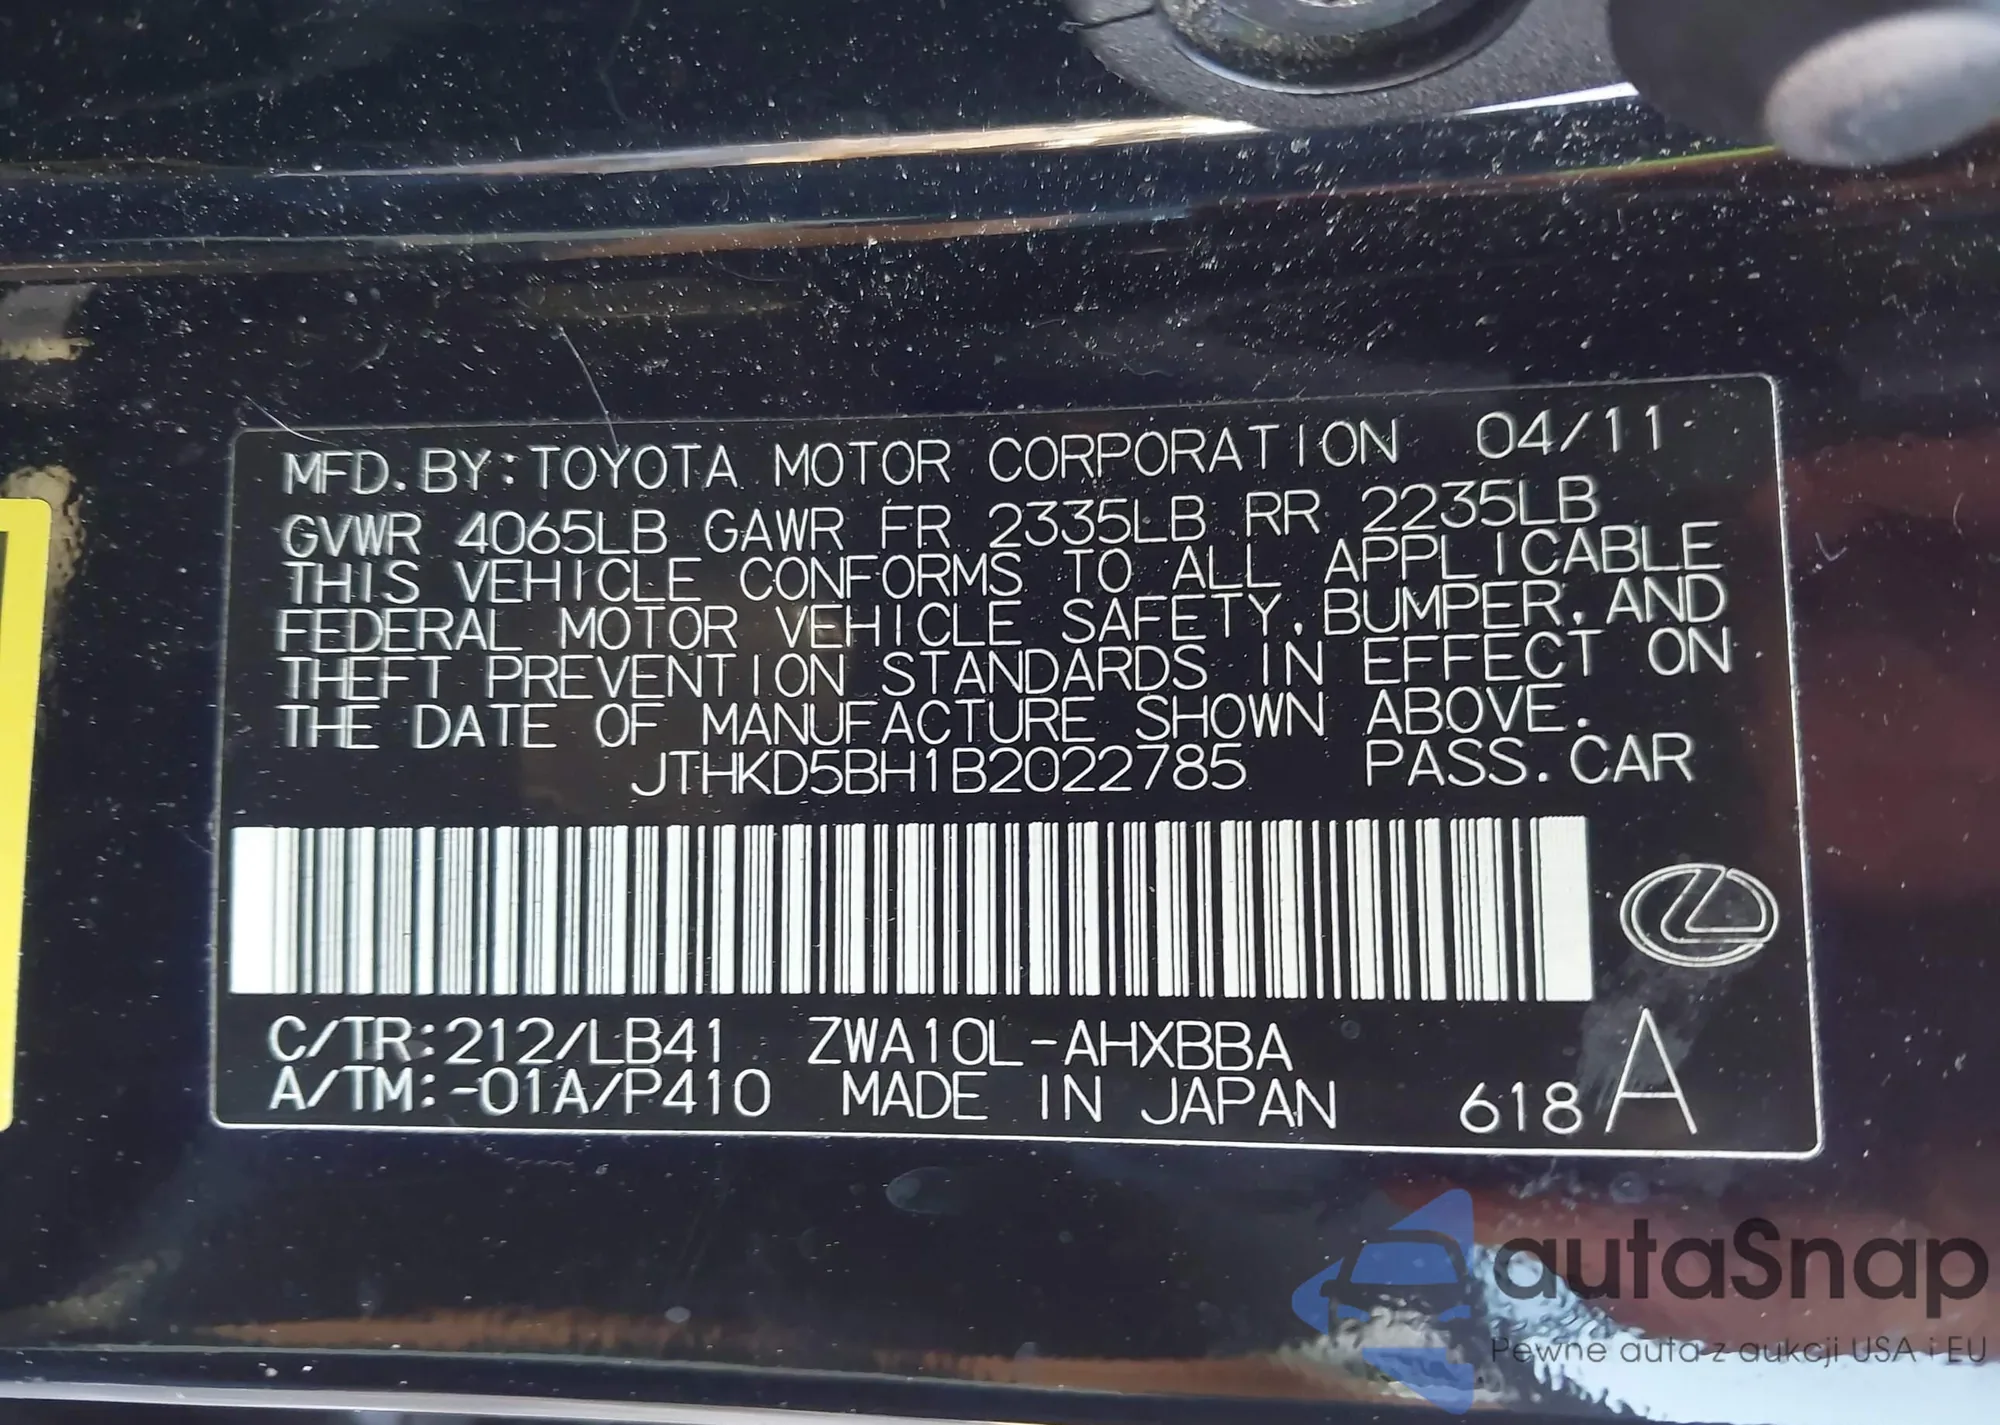 MFD. BY: TOYOTA MOTOR CORPORATION 04/11
GVWR 4065LB GAWR FR 2335LB RR 2235LB
THIS VEHICLE CONFORMS TO ALL APPLICABLE
FEDERAL MOTOR VEHICLE SAFETY, BUMPER, AND
THEFT PREVENTION STANDARDS IN EFFECT ON
THE DATE OF MANUFACTURE SHOWN ABOVE.
JTHKD5BH1B2022785 PASS. CAR
C/TR: 212/LB41 ZWA10L-AHXBBA
A/TM: -01A/P410 MADE IN JAPAN 618 A
autaSnap
Pewne auta z aukcji USA i EU